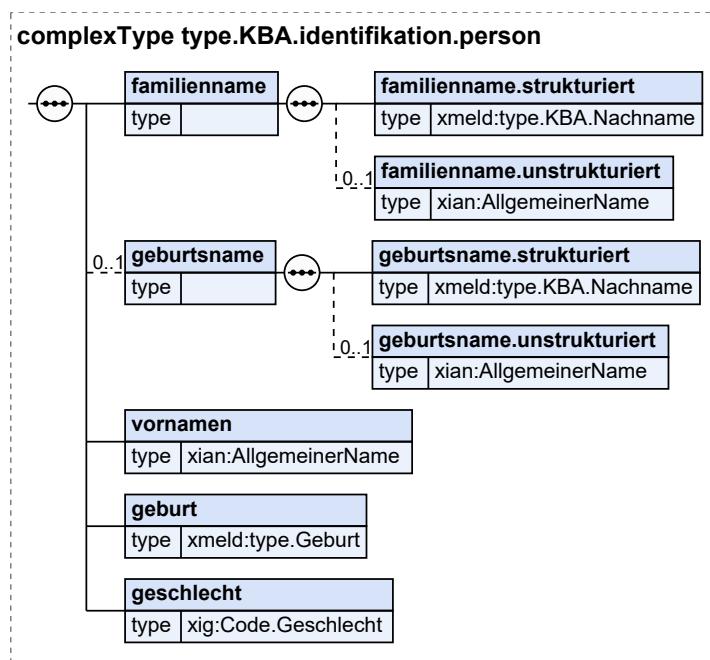 complexType type.KBA.identifikation.person
familienname
type
familienname.strukturiert
type xmeld:type.KBA.Nachname
0..1
familienname.unstrukturiert
type xian:AllgemeinerName
0..1
geburtsname
type
geburtsname.strukturiert
type xmeld:type.KBA.Nachname
0..1
geburtsname.unstrukturiert
type xian:AllgemeinerName
vornamen
type xian:AllgemeinerName
geburt
type xmeld:type.Geburt
geschlecht
type xig:Code.Geschlecht